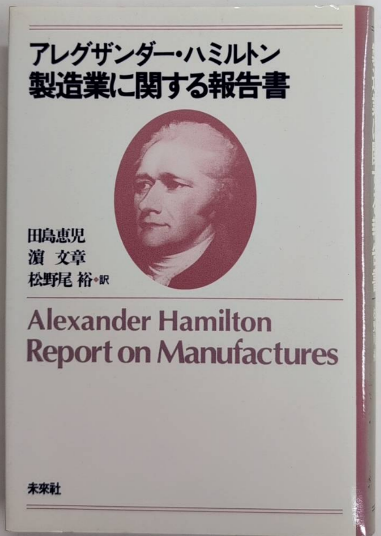 アレグザンダー・ハミルトン
製造業に関する報告書
田島恵児
濵 文章
松野尾 裕・訳
Alexander Hamilton
Report on Manufactures
未來社